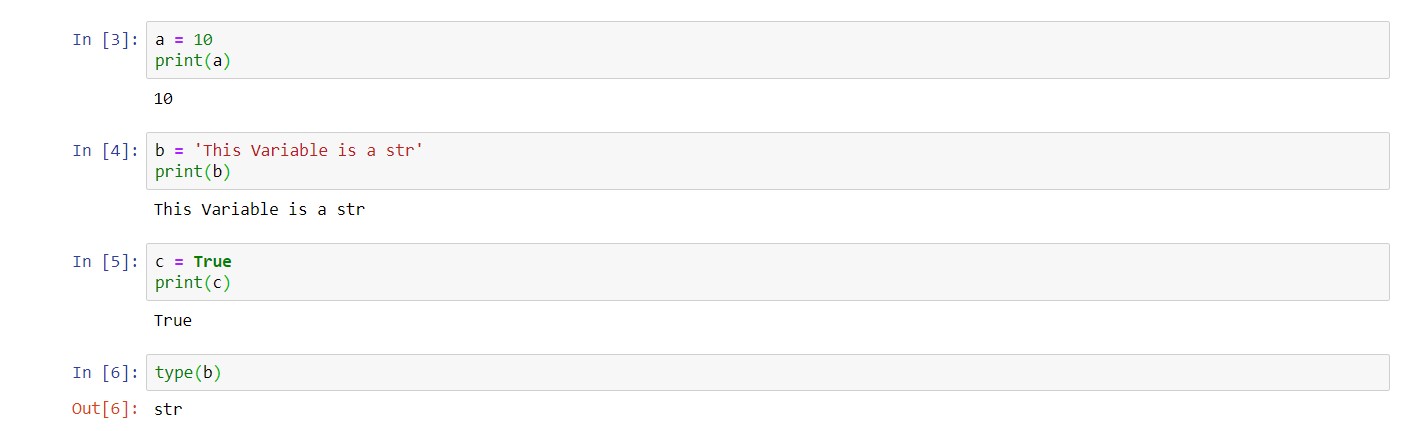 In [3]: a = 10
print(a)
10
In [4]: b = 'This Variable is a str'
print(b)
This Variable is a str
In [5]: c = True
print(c)
True
In [6]: type(b)
Out[6]: str